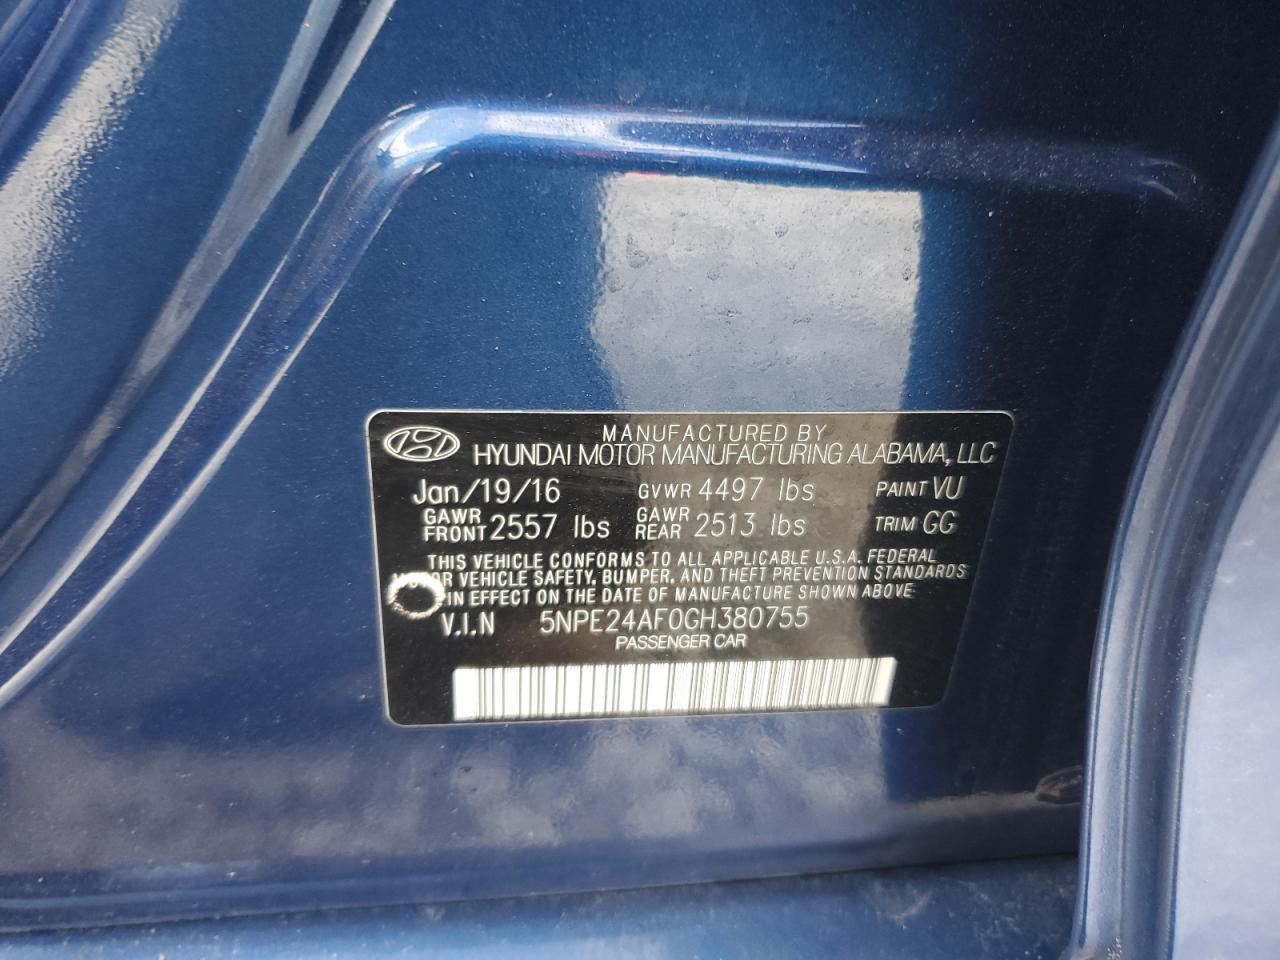 MANUFACTURED BY
HYUNDAI MOTOR MANUFACTURING ALABAMA, LLC
Jan/19/16 GVWR 4497 lbs PAINT VU
GAWR FRONT 2557 lbs GAWR REAR 2513 lbs TRIM GG
THIS VEHICLE CONFORMS TO ALL APPLICABLE U.S.A. FEDERAL
MOTOR VEHICLE SAFETY, BUMPER, AND THEFT PREVENTION STANDARDS
IN EFFECT ON THE DATE OF MANUFACTURE SHOWN ABOVE
V.I.N 5NPE24AF0GH380755
PASSENGER CAR